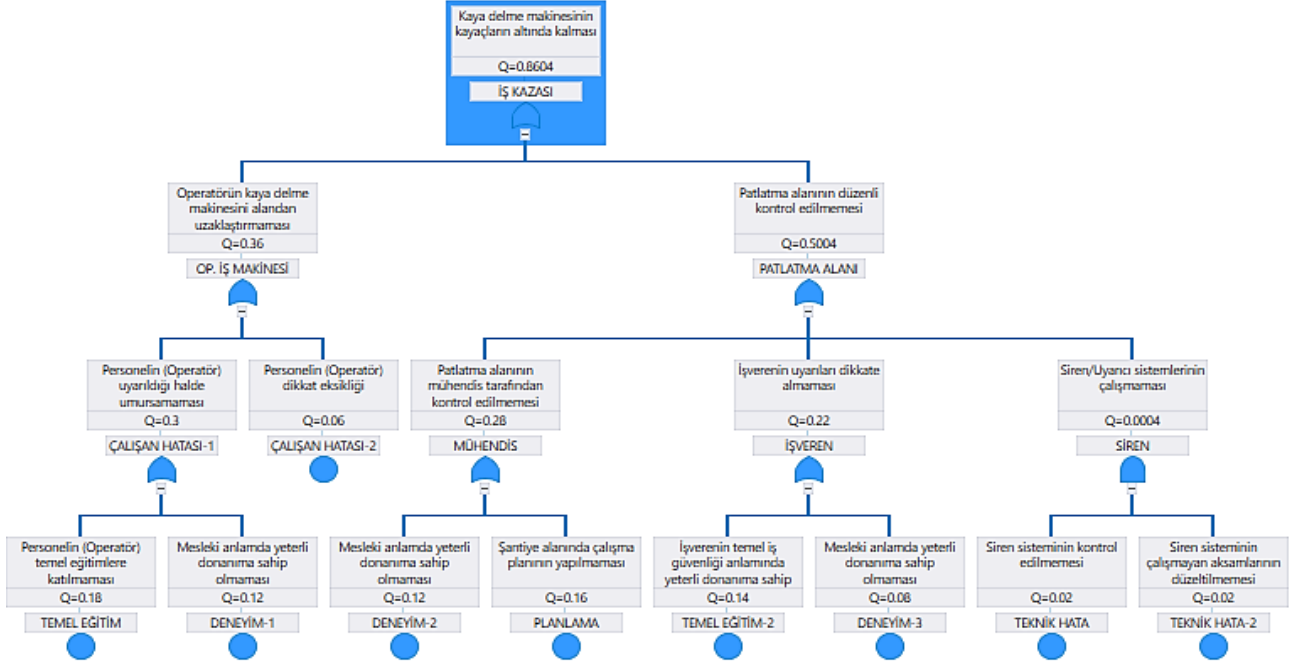 Kaya delme makinesinin
kayaçların altında kalması
Q=0.8604
İŞ KAZASI
Operatörün kaya delme
makinesini alandan
uzaklaştırmaması
Q=0.36
OP. İŞ MAKİNESİ
Patlatma alanının düzenli
kontrol edilmemesi
Q=0.5004
PATLATMA ALANI
Personelin (Operatör)
uyarıldığı halde
umursamaması
Q=0.3
ÇALIŞAN HATASI-1
Personelin (Operatör)
dikkat eksikliği
Q=0.06
ÇALIŞAN HATASI-2
Patlatma alanının
mühendis tarafından
kontrol edilmemesi
Q=0.28
MÜHENDİS
İşverenin uyarıları dikkate
almaması
Q=0.22
İŞVEREN
Siren/Uyarıcı sistemlerinin
çalışmaması
Q=0.0004
SİREN
Personelin (Operatör)
temel eğitimlere
katılmaması
Q=0.18
TEMEL EĞİTİM
Mesleki anlamda yeterli
donanıma sahip
olmaması
Q=0.12
DENEYİM-1
Mesleki anlamda yeterli
donanıma sahip
olmaması
Q=0.12
DENEYİM-2
Şantiye alanında çalışma
planının yapılmaması
Q=0.16
PLANLAMA
İşverenin temel iş
güvenliği anlamında
yeterli donanıma sahip
Q=0.14
TEMEL EĞİTİM-2
Mesleki anlamda yeterli
donanıma sahip
olmaması
Q=0.08
DENEYİM-3
Siren sisteminin kontrol
edilmemesi
Q=0.02
TEKNİK HATA
Siren sisteminin
çalışmayan aksamlarının
düzeltilmemesi
Q=0.02
TEKNİK HATA-2